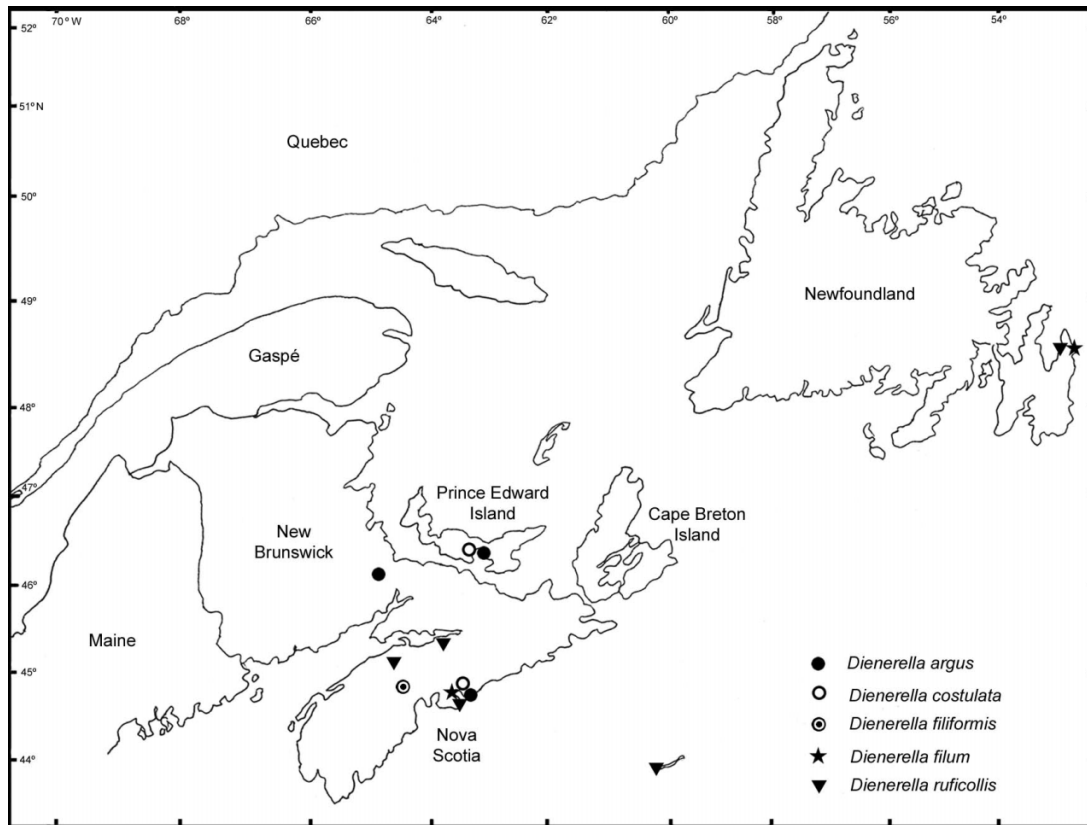 70° W 68° 66° 64° 62° 60° 58° 56° 54°
52°
51° N
50°
49°
48°
47°
46°
45°
44°
Quebec
Gaspé
Newfoundland
Prince Edward
Island
Cape Breton
Island
New
Brunswick
Maine
Nova
Scotia
Dienerella argus
Dienerella costulata
Dienerella filiformis
Dienerella filum
Dienerella ruficollis